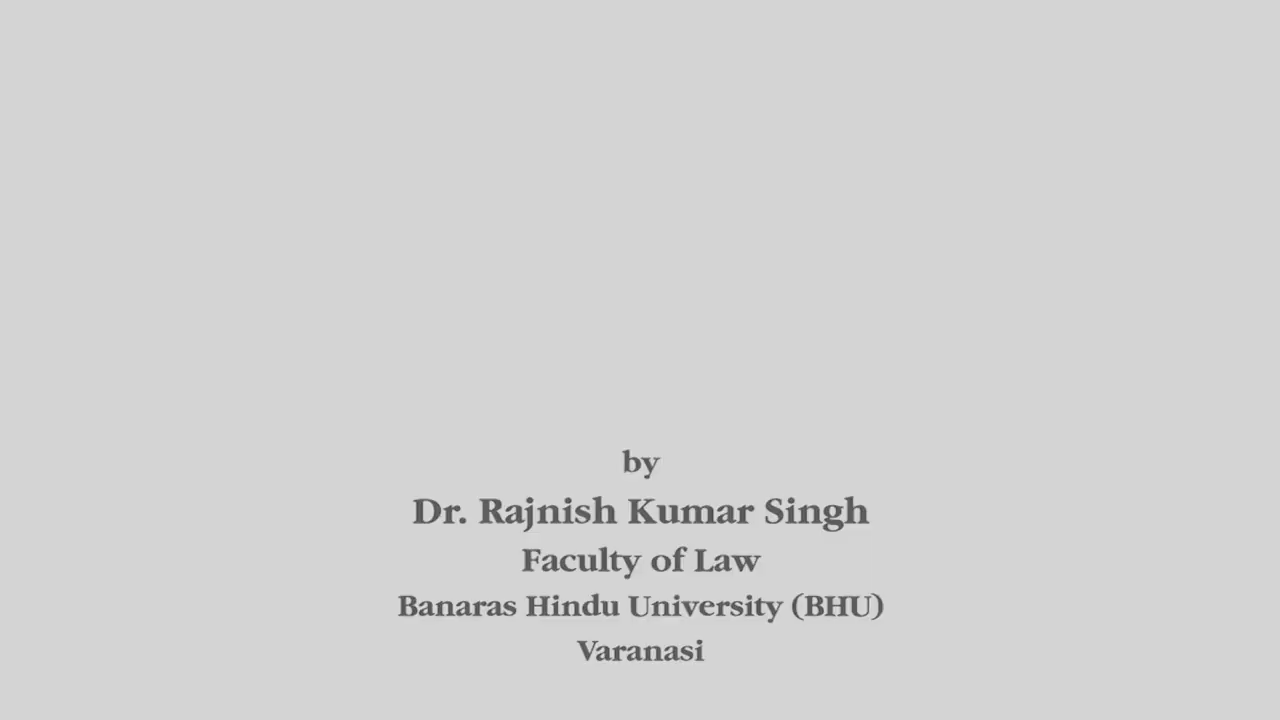 by
Dr. Rajnish Kumar Singh
Faculty of Law
Banaras Hindu University (BHU)
Varanasi